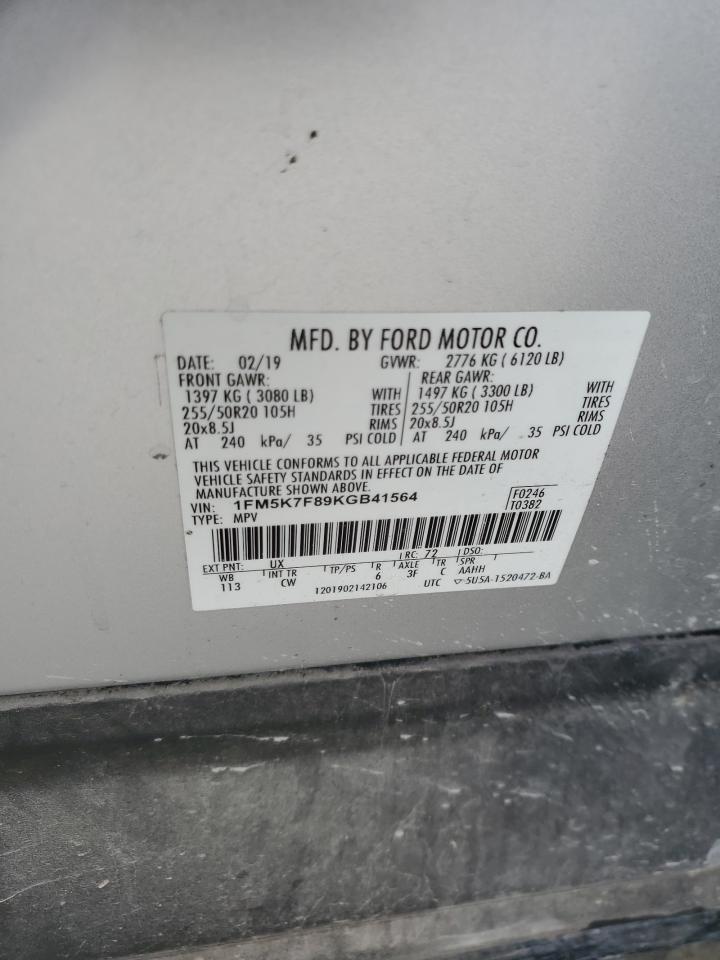 MFD. BY FORD MOTOR CO.
DATE: 02/19 GVWR: 2776 KG ( 6120 LB)
FRONT GAWR: REAR GAWR:
1397 KG ( 3080 LB) WITH 1497 KG ( 3300 LB) WITH
255/50R20 105H TIRES 255/50R20 105H TIRES
20x8.5J RIMS 20x8.5J RIMS
AT 240 kPa/ 35 PSI COLD AT 240 kPa/ 35 PSI COLD
THIS VEHICLE CONFORMS TO ALL APPLICABLE FEDERAL MOTOR
VEHICLE SAFETY STANDARDS IN EFFECT ON THE DATE OF
MANUFACTURE SHOWN ABOVE.
VIN: 1FM5K7F89KGB41564 F0246
TYPE: MPV T0382
EXT PNT: UX RC: 72 DSO:
WB INT TR TP/PS R AXLE TR SPR
113 CW 6 3F C AAHH
1201902142106 UTC ▽5U5A-1520472-BA